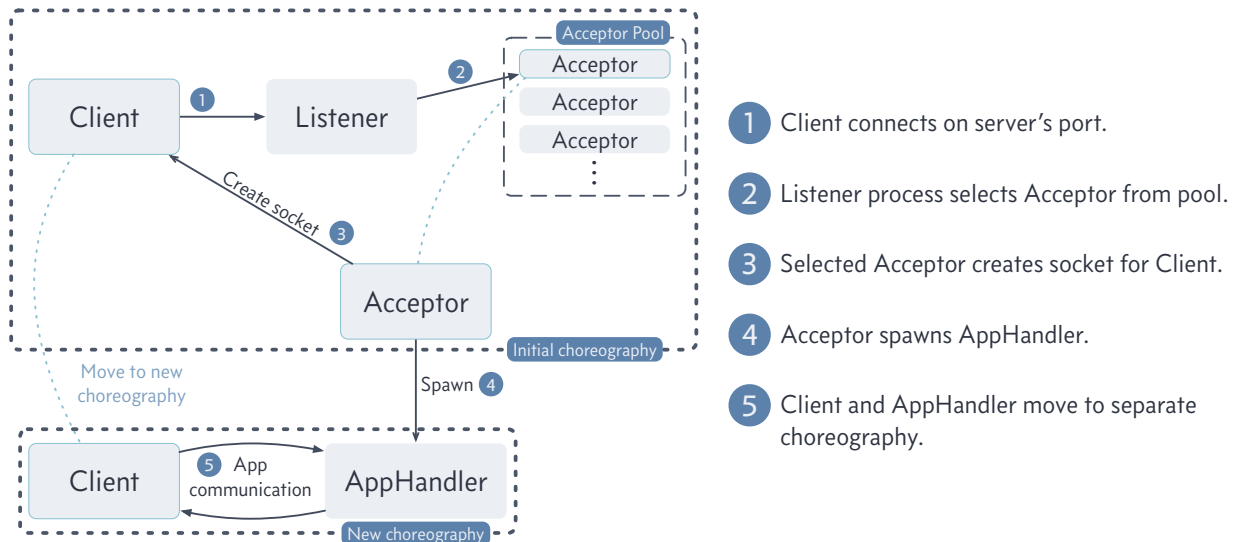 Acceptor Pool
Acceptor
Acceptor
Acceptor
Client
1
Listener
2
Create socket
3
Acceptor
Initial choreography
Move to new
choreography
Spawn 4
Client
5 App
communication
AppHandler
New choreography
1 Client connects on server's port.
2 Listener process selects Acceptor from pool.
3 Selected Acceptor creates socket for Client.
4 Acceptor spawns AppHandler.
5 Client and AppHandler move to separate
choreography.